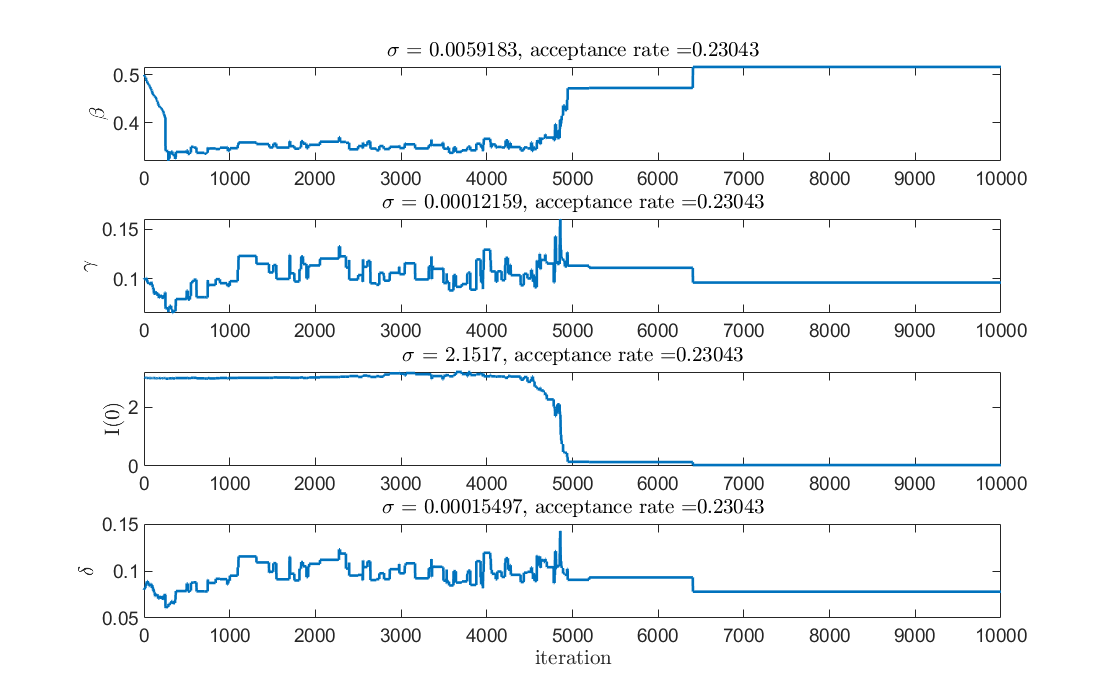 σ = 0.0059183, acceptance rate =0.23043
0.5
0.4
β
0 1000 2000 3000 4000 5000 6000 7000 8000 9000 10000
σ = 0.00012159, acceptance rate =0.23043
0.15
0.1
γ
0 1000 2000 3000 4000 5000 6000 7000 8000 9000 10000
σ = 2.1517, acceptance rate =0.23043
2
0
I(0)
0 1000 2000 3000 4000 5000 6000 7000 8000 9000 10000
σ = 0.00015497, acceptance rate =0.23043
0.15
0.1
0.05
δ
0 1000 2000 3000 4000 5000 6000 7000 8000 9000 10000
iteration